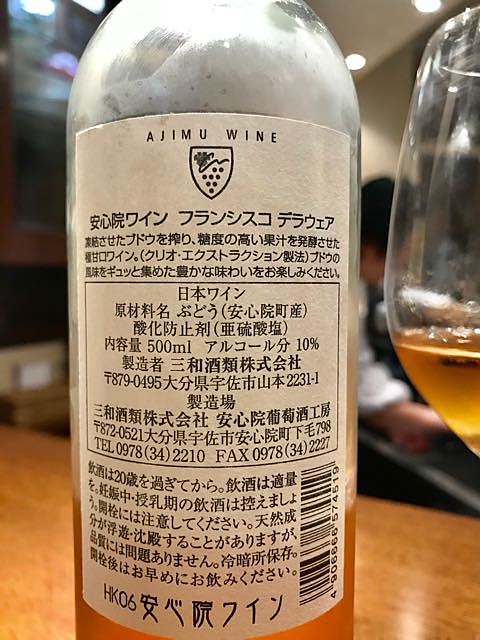 AJIMU WINE
安心院ワイン フランシスコ デラウェア
凍結させたブドウを搾り、糖度の高い果汁を発酵させた
極甘口ワイン。(クリオ・エクストラクション製法)ブドウの
風味をギュッと集めた豊かな味わいをお楽しみください。
日本ワイン
原材料名 ぶどう(安心院町産)
酸化防止剤(亜硫酸塩)
内容量 500ml アルコール分 10%
製造者 三和酒類株式会社
〒879-0495大分県宇佐市山本2231-1
製造場
三和酒類株式会社 安心院葡萄酒工房
〒872-0521大分県宇佐市安心院町下毛798
TEL 0978(34)2210 FAX 0978(34)2227
飲酒は20歳を過ぎてから。飲酒は適量
を。妊娠中・授乳期の飲酒は控えましょ
う。開栓には注意してください。天然成
分が浮遊・沈殿することがありますが、
品質には問題ありません。冷暗所保存。
開栓後はお早めにお飲みください。
HK06 安心院ワイン
4 906666 574519